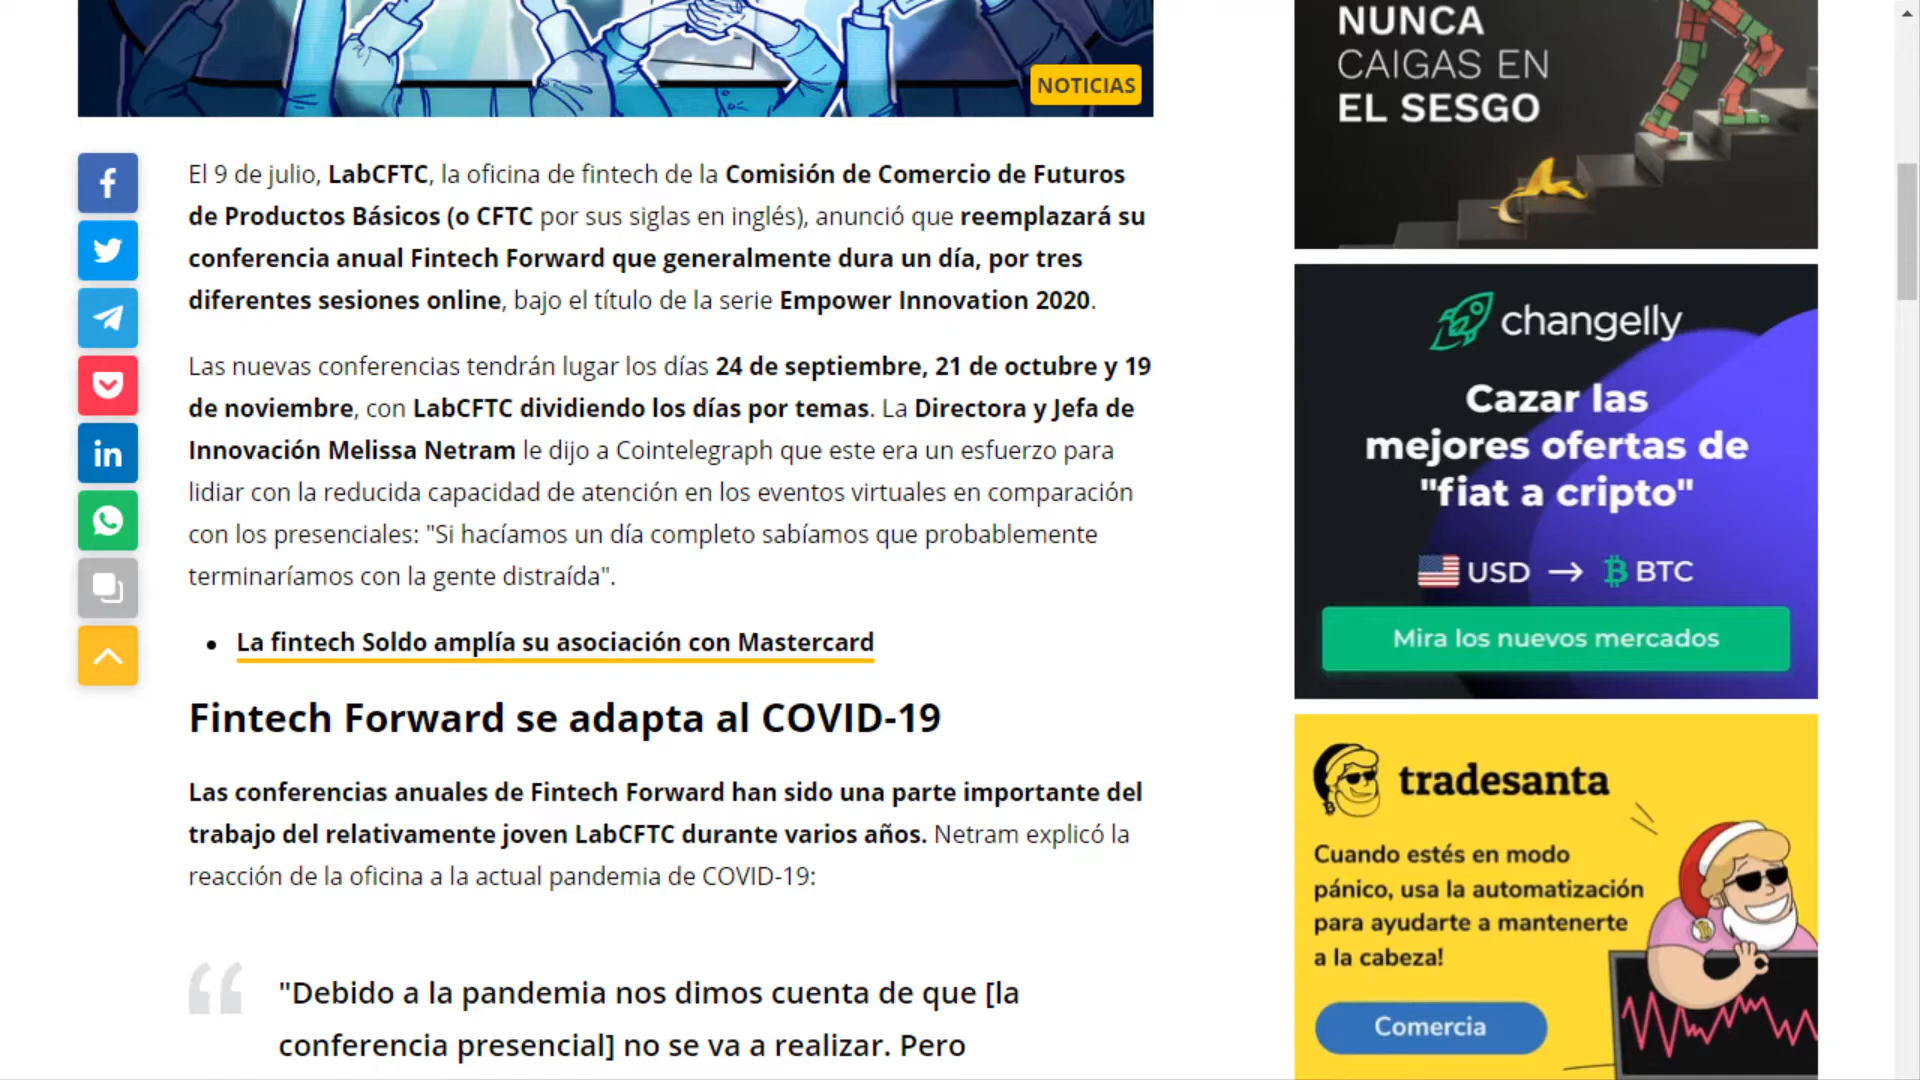 NOTICIAS
El 9 de julio, LabCFTC, la oficina de fintech de la Comisión de Comercio de Futuros
de Productos Básicos (o CFTC por sus siglas en inglés), anunció que reemplazará su
conferencia anual Fintech Forward que generalmente dura un día, por tres
diferentes sesiones online, bajo el título de la serie Empower Innovation 2020.
Las nuevas conferencias tendrán lugar los días 24 de septiembre, 21 de octubre y 19
de noviembre, con LabCFTC dividiendo los días por temas. La Directora y Jefa de
Innovación Melissa Netram le dijo a Cointelegraph que este era un esfuerzo para
lidiar con la reducida capacidad de atención en los eventos virtuales en comparación
con los presenciales: "Si hacíamos un día completo sabíamos que probablemente
terminaríamos con la gente distraída".
La fintech Soldo amplía su asociación con Mastercard
Fintech Forward se adapta al COVID-19
Las conferencias anuales de Fintech Forward han sido una parte importante del
trabajo del relativamente joven LabCFTC durante varios años. Netram explicó la
reacción de la oficina a la actual pandemia de COVID-19:
"Debido a la pandemia nos dimos cuenta de que [la
conferencia presencial] no se va a realizar. Pero
NUNCA
CAIGAS EN
EL SESGO
changelly
Cazar las
mejores ofertas de
"fiat a cripto"
USD → BTC
Mira los nuevos mercados
tradesanta
Cuando estés en modo
pánico, usa la automatización
para ayudarte a mantenerte
a la cabeza!
Comercia